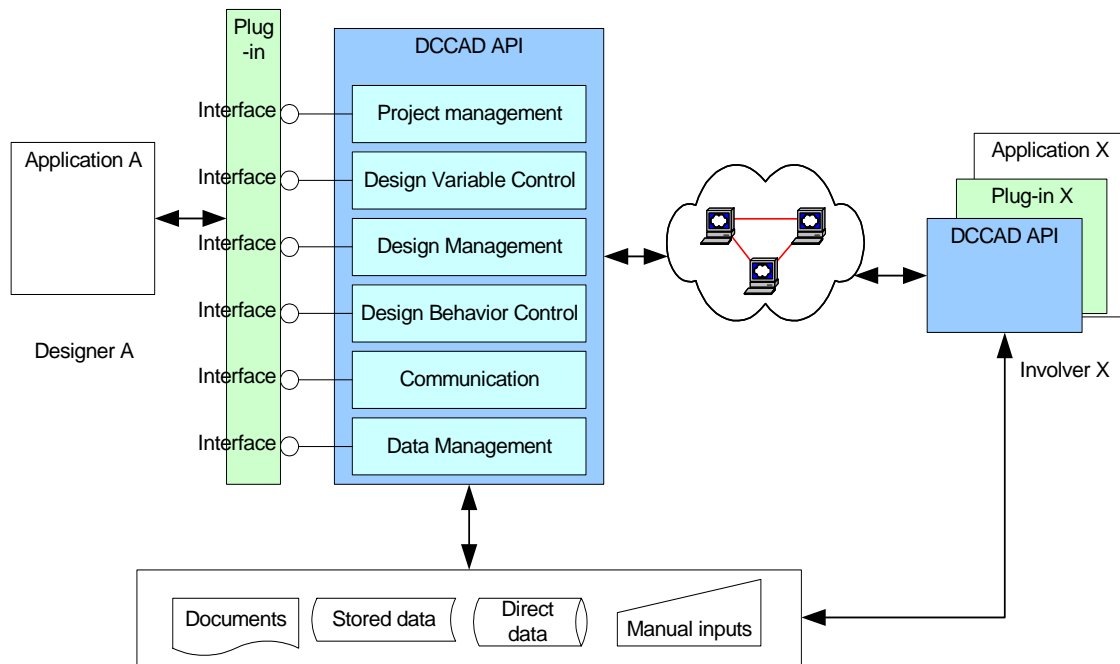 Plug
-in
DCCAD API
Interface
Project management
Application A
Interface
Design Variable Control
Interface
Design Management
Interface
Design Behavior Control
Designer A
Interface
Communication
Interface
Data Management
Application X
Plug-in X
DCCAD API
Involver X
Documents
Stored data
Direct
data
Manual inputs